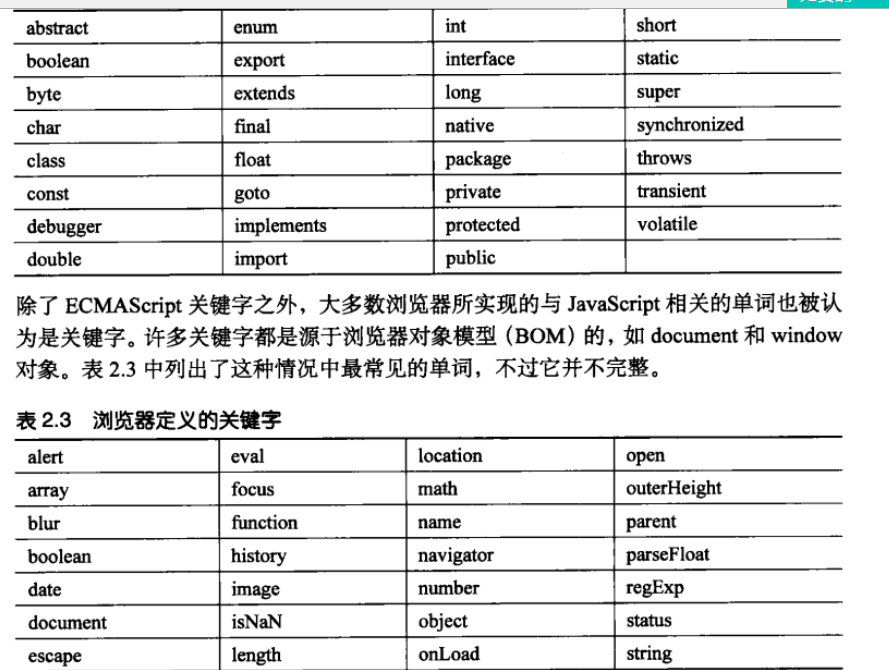 abstract enum int short
boolean export interface static
byte extends long super
char final native synchronized
class float package throws
const goto private transient
debugger implements protected volatile
double import public
除了 ECMAScript 关键字之外，大多数浏览器所实现的与 JavaScript 相关的单词也被认
为是关键字。许多关键字都是源于浏览器对象模型（BOM）的，如 document 和 window
对象。表 2.3 中列出了这种情况中最常见的单词，不过它并不完整。
表 2.3 浏览器定义的关键字
alert eval location open
array focus math outerHeight
blur function name parent
boolean history navigator parseFloat
date image number regExp
document isNaN object status
escape length onLoad string